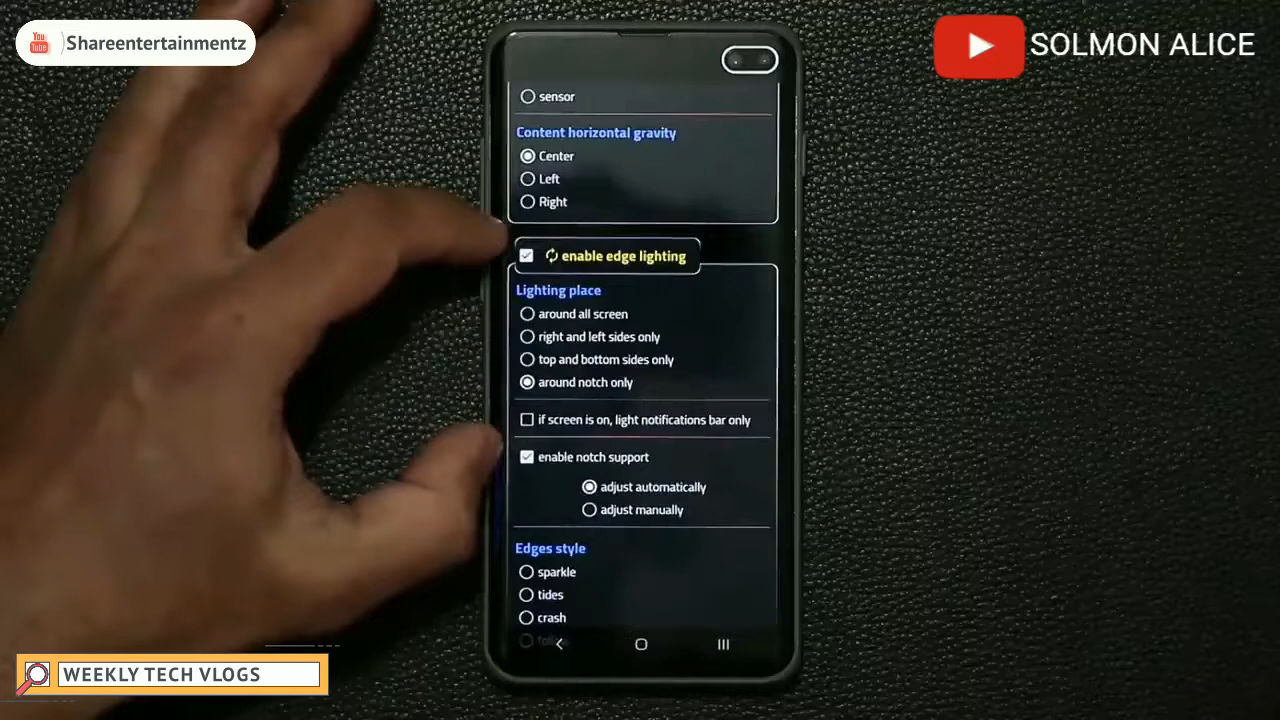 You
Tube
Shareentertainmentz
SOLMON ALICE
sensor
Content horizontal gravity
Center
Left
Right
enable edge lighting
Lighting place
around all screen
right and left sides only
top and bottom sides only
around notch only
if screen is on, light notifications bar only
enable notch support
adjust automatically
adjust manually
Edges style
sparkle
tides
crash
WEEKLY TECH VLOGS